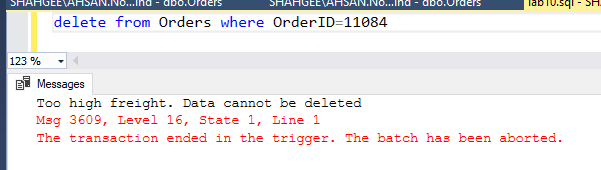 SHAHGEE\AHSAN.No...ind - dbo.Orders
SHAHGEE\AHSAN.No...ind - dbo.Orders
lab10.sql - SH
delete from Orders where OrderID=11084
123 %
Messages
Too high freight. Data cannot be deleted
Msg 3609, Level 16, State 1, Line 1
The transaction ended in the trigger. The batch has been aborted.